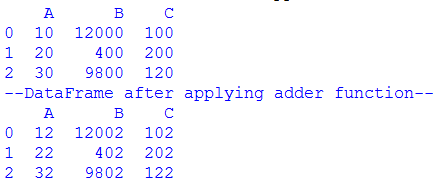 A      B    C
0  10  12000  100
1  20    400  200
2  30   9800  120
--DataFrame after applying adder function--
    A      B    C
0  12  12002  102
1  22    402  202
2  32   9802  122